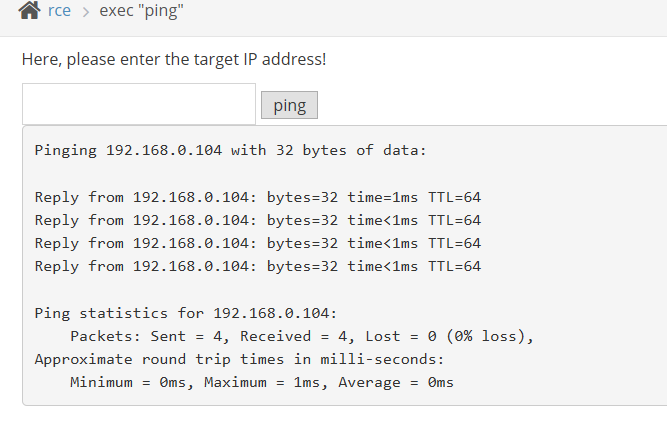 rce > exec "ping"
Here, please enter the target IP address!
ping
Pinging 192.168.0.104 with 32 bytes of data:
Reply from 192.168.0.104: bytes=32 time=1ms TTL=64
Reply from 192.168.0.104: bytes=32 time<1ms TTL=64
Reply from 192.168.0.104: bytes=32 time<1ms TTL=64
Reply from 192.168.0.104: bytes=32 time<1ms TTL=64
Ping statistics for 192.168.0.104:
Packets: Sent = 4, Received = 4, Lost = 0 (0% loss),
Approximate round trip times in milli-seconds:
Minimum = 0ms, Maximum = 1ms, Average = 0ms